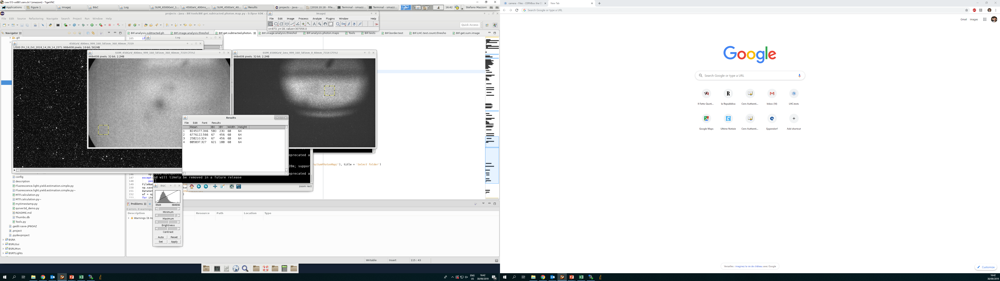 cwe-513-vol861.cern.ch:1 (smazzoni) - TigerVNC
Applications
ImageJ
B&C
SUM_6500GeV_1...
450GeV_400ms_...
SUM_450GeV_40...
Results
projects - Java - ...
[2018.10.18 - File...
Terminal - smazz...
Terminal - smazz...
16:42
Stefano Mazzoni
Figure 1
Log
projects - Java - BIF/tools/BIF.get.subtracted.photon.map.py - Eclipse SDK -
File Edit Source Refactoring Navigate Search Project Run Window Help
Quick Access
ImageJ
File Edit Image Process Analyze Plugins Window Help
Dev
x=873, y=18, value=307056.0
Navigator
BIF.analysis.subtracted.ph
BIF.image.analysis.threshol
BIF.get.subtracted.photon.
BIF.image.analysis.threshol
BIF.analysis.photon.maps
Tools
BIF.tests
BIF.border.test
BIF.LHC.test.count.thresho
BIF.get.sum.image
.git
105 if
Log
450GeV_400ms_999_160_585nm_360_40mm_7319
1/500 (Fri_19_Oct_2018_14_09_14_237); 968x608 pixels; 16-bit; 561MB
SUM_450GeV_400ms_999_160_585nm_360_40mm_7319 (75%)
968x608 pixels; 32-bit; 2.2MB
SUM_6500GeV_1ms_999_160_585nm_0_40mm_7314 (75%)
968x608 pixels; 32-bit; 2.2MB
Results
File Edit Font Results
Mean BX BY Width Height
1 8245077.346 580 230 68 64
2 6776122.566 67 456 68 64
3 258210.324 67 456 68 64
4 885837.327 621 188 68 64
eprecated a
ra/SumPhotonMap/'), title = 'Select folder')
28m; suppor
eprecated a
nd will likely be removed in a future release
146 np.
147 except:
148 pas
149 FileName
150 np.save
151 DataSet
152 wf = op
153 for ite
zoom rect
B&C
9568 304036
Minimum
Maximum
Brightness
Contrast
Auto Reset
Set Apply
config
description
Fluorescence.light.yield.estimation.simple.py
Fluorescence.light.yield.estimation.simple.py~
MTF.calculation.py
MTF.calculation.py~
mytimestamp.py
quiver3d_demo.py
README.md
Thumbs.db
Tools.py
.gedit-save-JP6OAZ
.project
.pydevproject
BSRA
BSRLGui
BSRLMon
BSRTLights
Problems
0 errors, 8 warnings,
Description Resource Path Location Type
Warnings (8 ite
Writable Insert 115 : 43
ENG
US
16:42
30/09/2019
camera - Files - CERNBox: the C
New Tab
Search Google or type a URL
Gmail Images
Google
Search Google or type a URL
Il Fatto Quoti...
la Repubblica
Cern Authenti...
Inbox (14)
LHC.tests
Google Maps
Ultime Notizie
Cern Authenti...
Eppendorf
Add shortcut
Versailles : imaginez la vie de château avec Google
Customize
16:42
30/09/2019